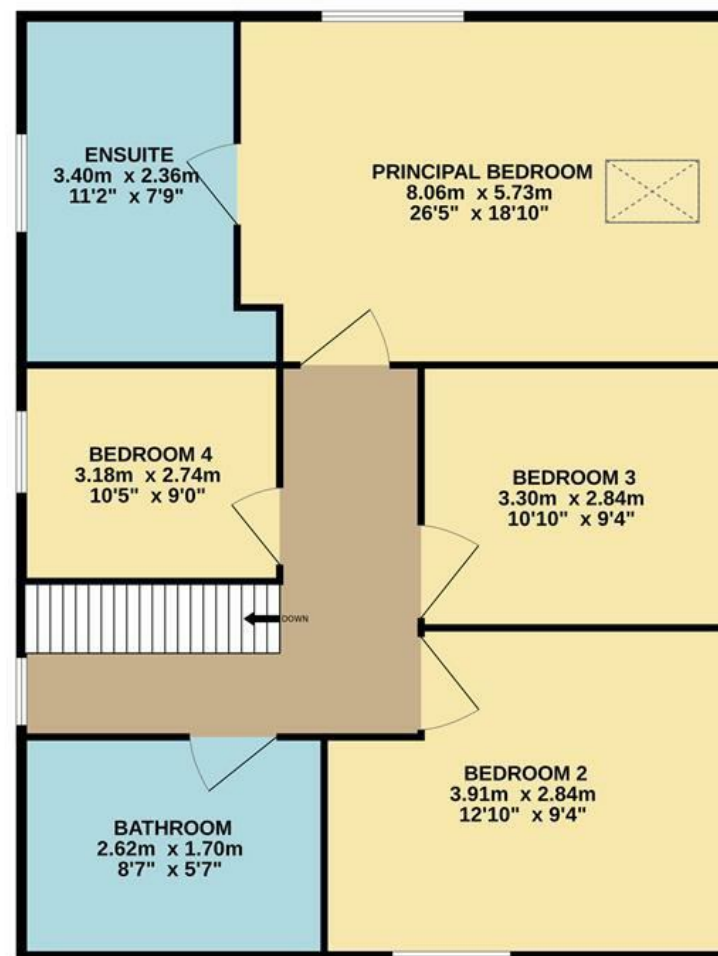 ENSUITE
3.40m x 2.36m
11'2" x 7'9"
PRINCIPAL BEDROOM
8.06m x 5.73m
26'5" x 18'10"
BEDROOM 4
3.18m x 2.74m
10'5" x 9'0"
BEDROOM 3
3.30m x 2.84m
10'10" x 9'4"
DOWN
BEDROOM 2
3.91m x 2.84m
12'10" x 9'4"
BATHROOM
2.62m x 1.70m
8'7" x 5'7"